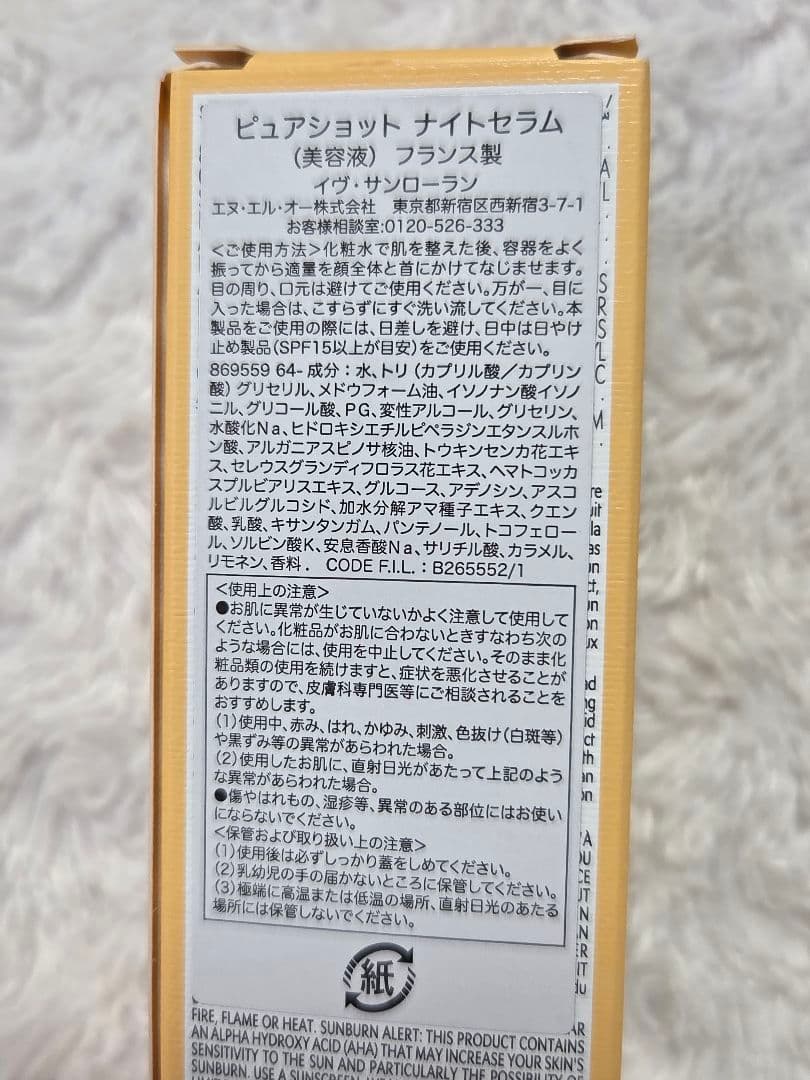 ピュアショット ナイトセラム
(美容液) フランス製
イヴ・サンローラン
エヌ・エル・オー株式会社 東京都新宿区西新宿3-7-1
お客様相談室:0120-526-333
<ご使用方法>化粧水で肌を整えた後、容器をよく
振ってから適量を顔全体と首にかけてなじませます。
目の周り、口元は避けてご使用ください。万が一、目に
入った場合は、こすらずにすぐ洗い流してください。本
製品をご使用の際には、日差しを避け、日中は日やけ
止め製品(SPF15以上が目安)をご使用ください。
869559 64-成分:水、トリ(カプリル酸/カプリン
酸)グリセリル、メドウフォーム油、イソノナン酸イソノ
ニル、グリコール酸、PG、変性アルコール、グリセリン、
水酸化Na、ヒドロキシエチルピペラジンエタンスルホ
ン酸、アルガニアスピノサ核油、トウキンセンカ花エキ
ス、セレウスグランディフロラス花エキス、ヘマトコッカ
スプルビアリスエキス、グルコース、アデノシン、アスコ
ルビルグルコシド、加水分解アマ種子エキス、クエン
酸、乳酸、キサンタンガム、パンテノール、トコフェロー
ル、ソルビン酸K、安息香酸Na、サリチル酸、カラメル、
リモネン、香料. CODE F.I.L.:B265552/1
<使用上の注意>
●お肌に異常が生じていないかよく注意して使用して
ください。化粧品がお肌に合わないときすなわち次の
ような場合には、使用を中止してください。そのまま化
粧品類の使用を続けますと、症状を悪化させることが
ありますので、皮膚科専門医等にご相談されることを
おすすめします。
(1)使用中、赤み、はれ、かゆみ、刺激、色抜け(白斑等)
や黒ずみ等の異常があらわれた場合。
(2)使用したお肌に、直射日光があたって上記のよう
な異常があらわれた場合。
●傷やはれもの、湿疹等、異常のある部位にはお使い
にならないでください。
<保管および取り扱い上の注意>
(1)使用後は必ずしっかり蓋をしめてください。
(2)乳幼児の手の届かないところに保管してください。
(3)極端に高温または低温の場所、直射日光のあたる
場所には保管しないでください。
紙
FIRE, FLAME OR HEAT. SUNBURN ALERT: THIS PRODUCT CONTAINS
AN ALPHA HYDROXY ACID (AHA) THAT MAY INCREASE YOUR SKIN'S
SENSITIVITY TO THE SUN AND PARTICULARLY THE POSSIBILITY OF
SUNBURN. USE A SUNSCREEN,